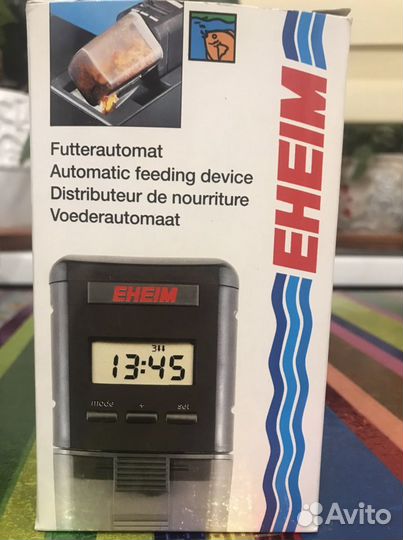 Futterautomat
Automatic feeding device
Distributeur de nourriture
Voederautomaat
EHEIM
EHEIM
13:45
mode
+
set
Avito